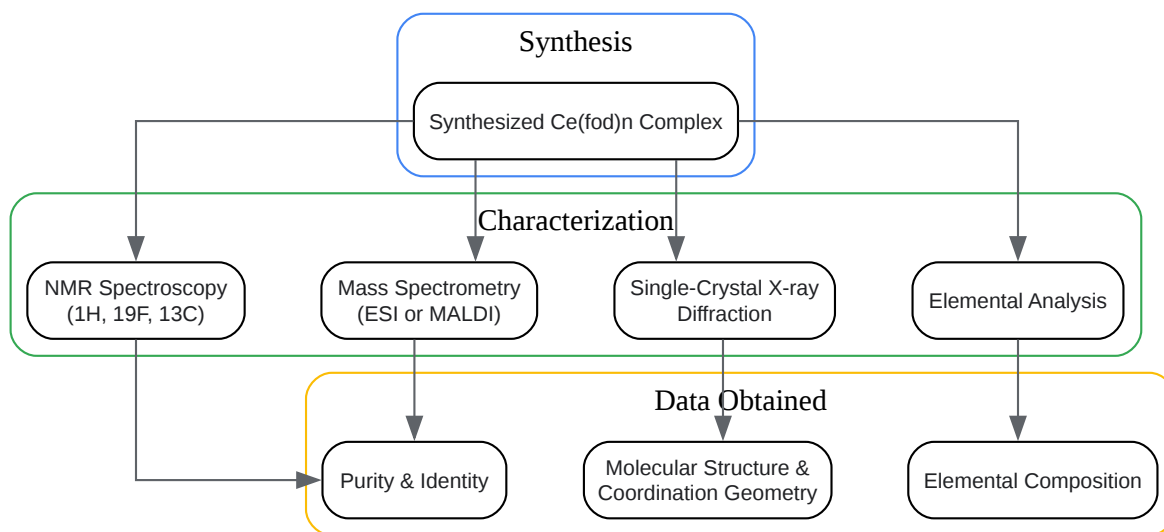 Synthesis
Synthesized Ce(fod)n Complex
Characterization
NMR Spectroscopy
(1H, 19F, 13C)
Mass Spectrometry
(ESI or MALDI)
Single-Crystal X-ray
Diffraction
Elemental Analysis
Data Obtained
Purity & Identity
Molecular Structure &
Coordination Geometry
Elemental Composition